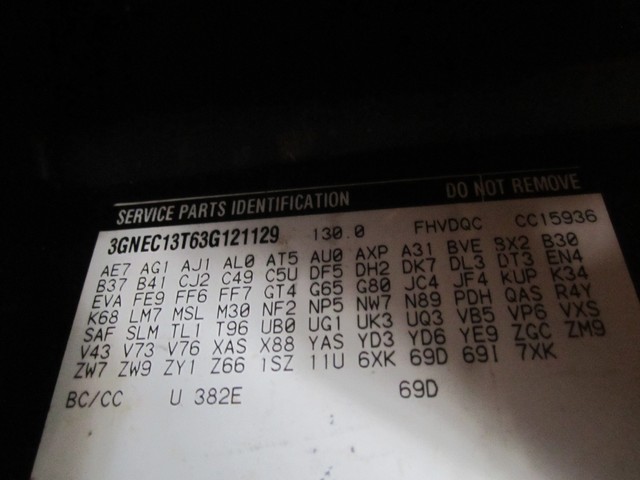 SERVICE PARTS IDENTIFICATION DO NOT REMOVE
3GNEC13T63G121129 130.0 FHVDQC CC15936
AE7 AG1 AJ1 AL0 AT5 AU0 AXP A31 BVE BX2 B30
B37 B41 CJ2 C49 C5U DF5 DH2 DK7 DL3 DT3 EN4
EVA FE9 FF6 FF7 GT4 G65 G80 JC4 JF4 KUP K34
K68 LM7 MSL M30 NF2 NP5 NW7 N89 PDH QAS R4Y
SAF SLM TL1 T96 UB0 UG1 UK3 UQ3 VB5 VP6 VXS
V43 V73 V76 XAS X88 YAS YD3 YD6 YE9 ZGC ZM9
ZW7 ZW9 ZY1 Z66 1SZ 11U 6XK 69D 69I 7XK
BC/CC U 382E 69D